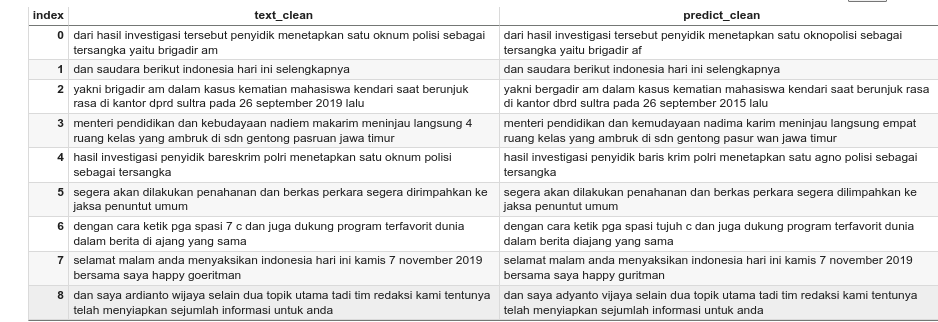 index text_clean predict_clean
0 dari hasil investigasi tersebut penyidik menetapkan satu oknum polisi sebagai dari hasil investigasi tersebut penyidik menetapkan satu oknopolisi sebagai
tersangka yaitu brigadir am tersangka yaitu brigadir af
1 dan saudara berikut indonesia hari ini selengkapnya dan saudara berikut indonesia hari ini selengkapnya
2 yakni brigadir am dalam kasus kematian mahasiswa kendari saat berunjuk yakni bergadir am dalam kasus kematian mahasiswa kendari saat berunjuk rasa
rasa di kantor dprd sultra pada 26 september 2019 lalu di kantor dbrd sultra pada 26 september 2015 lalu
3 menteri pendidikan dan kebudayaan nadiem makarim meninjau langsung 4 menteri pendidikan dan kemudayaan nadima karim meninjau langsung empat
ruang kelas yang ambruk di sdn gentong pasruan jawa timur ruang kelas yang ambruk di sdn gentong pasur wan jawa timur
4 hasil investigasi penyidik bareskrim polri menetapkan satu oknum polisi hasil investigasi penyidik baris krim polri menetapkan satu agno polisi sebagai
sebagai tersangka tersangka
5 segera akan dilakukan penahanan dan berkas perkara segera dirimpahkan ke segera akan dilakukan penahanan dan berkas perkara segera dilimpahkan ke
jaksa penuntut umum jaksa penuntut umum
6 dengan cara ketik pga spasi 7 c dan juga dukung program terfavorit dunia dengan cara ketik pga spasi tujuh c dan juga dukung program terfavorit dunia
dalam berita di ajang yang sama dalam berita diajang yang sama
7 selamat malam anda menyaksikan indonesia hari ini kamis 7 november 2019 selamat malam anda menyaksikan indonesia hari ini kamis 7 november 2019
bersama saya happy goeritman bersama saya happy guritman
8 dan saya ardianto wijaya selain dua topik utama tadi tim redaksi kami tentunya dan saya adyanto vijaya selain dua topik utama tadi tim redaksi kami tentunya
telah menyiapkan sejumlah informasi untuk anda telah menyiapkan sejumlah informasi untuk anda